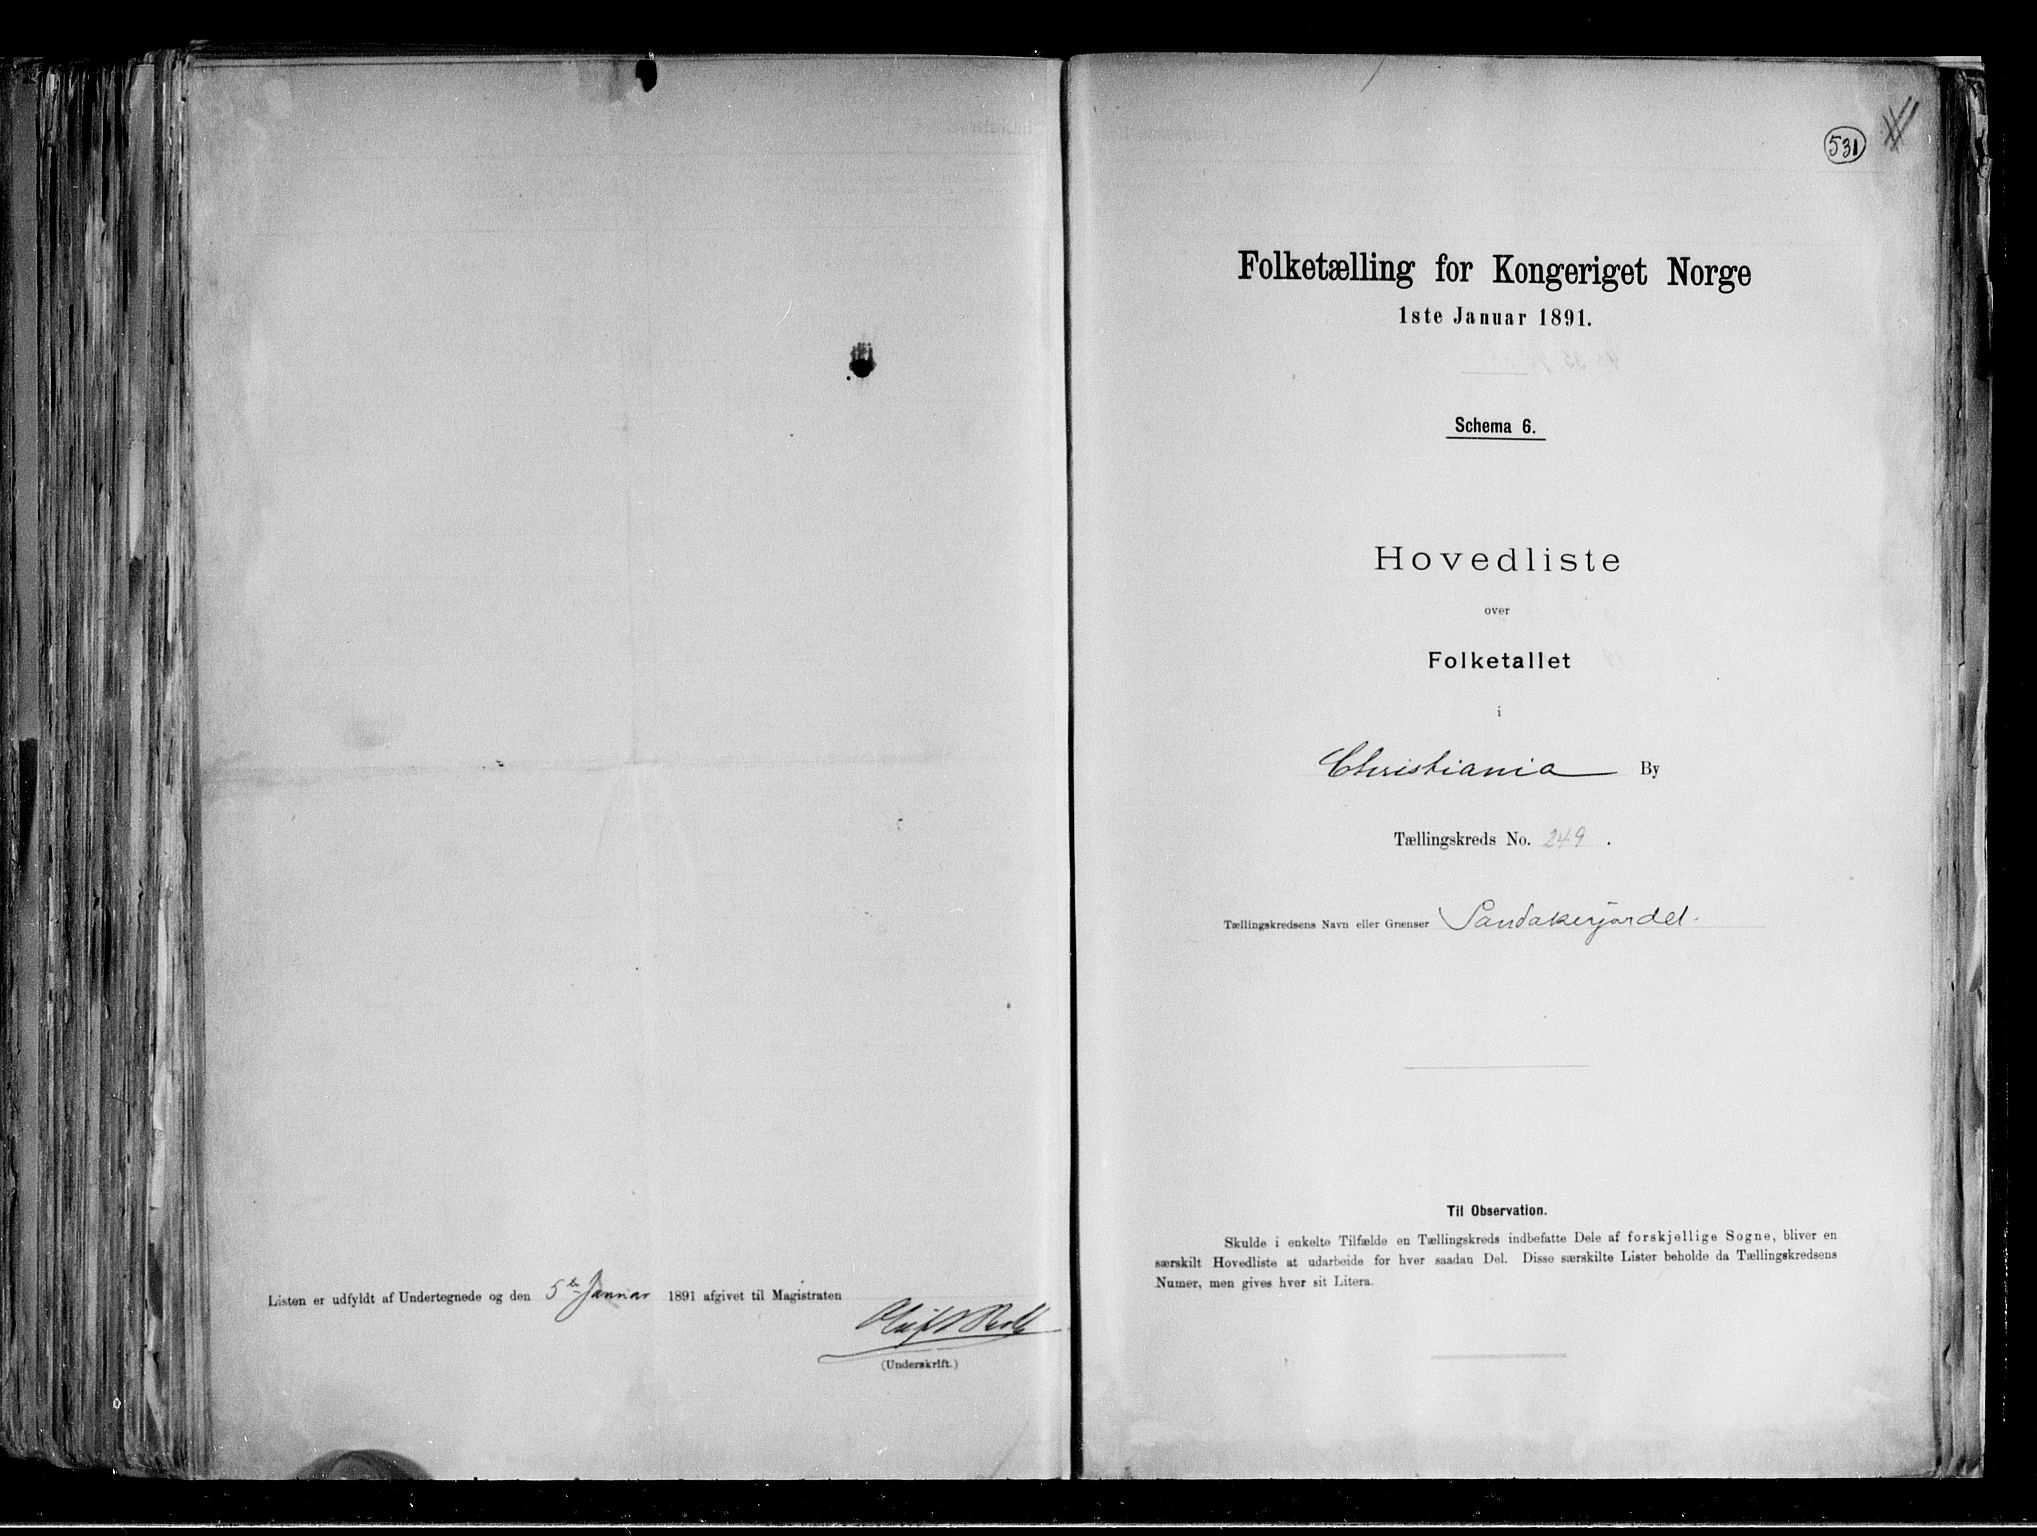 Listen er udfyldt af Undertegnede og den 5te Januar 1891 afgivet til Magistraten
(Underskrift.)
531
Folketælling for Kongeriget Norge
1ste Januar 1891.
Schema 6.
Hovedliste
over
Folketallet
i
Christiania By
Tællingskreds No. 249.
Tællingskredsens Navn eller Grænser Sandakerjordet.
Til Observation.
Skulde i enkelte Tilfælde en Tællingskreds indbefatte Dele af forskjellige Sogne, bliver en
særskilt Hovedliste at udarbeide for hver saadan Del. Disse særskilte Lister beholde da Tællingskredsens
Numer, men gives hver sit Litera.